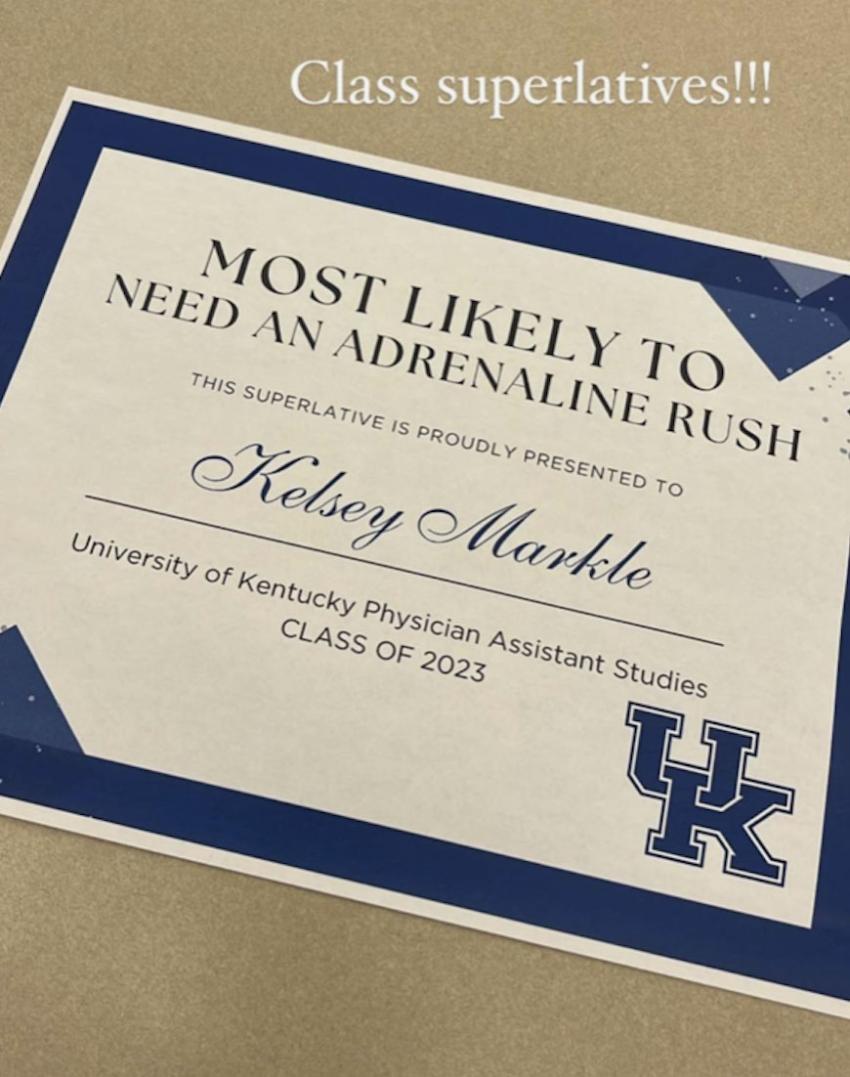 Class superlatives!!!
MOST LIKELY TO
NEED AN ADRENALINE RUSH
THIS SUPERLATIVE IS PROUDLY PRESENTED TO
Kelsey Markle
University of Kentucky Physician Assistant Studies
CLASS OF 2023
UK